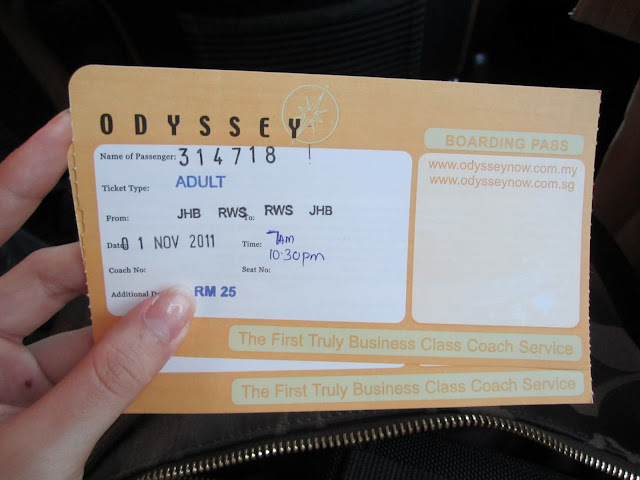 ODYSSEY
BOARDING PASS
Name of Passenger: 314718
www.odysseynow.com.my
www.odysseynow.com.sg
Ticket Type: ADULT
From: JHB RWS To: RWS JHB
Date: 01 NOV 2011 Time: 7am
10.30pm
Coach No: Seat No:
Additional RM 25
The First Truly Business Class Coach Service
The First Truly Business Class Coach Service